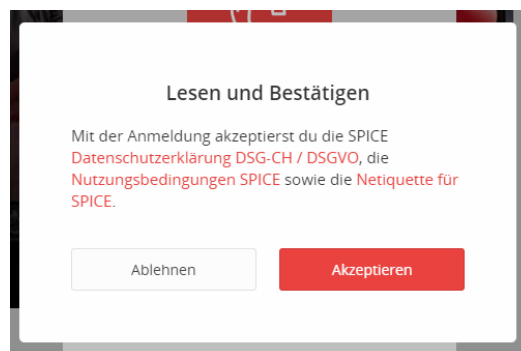 Lesen und Bestätigen
Mit der Anmeldung akzeptierst du die SPICE
Datenschutzerklärung DSG-CH / DSGVO, die
Nutzungsbedingungen SPICE sowie die Netiquette für
SPICE.
Ablehnen
Akzeptieren